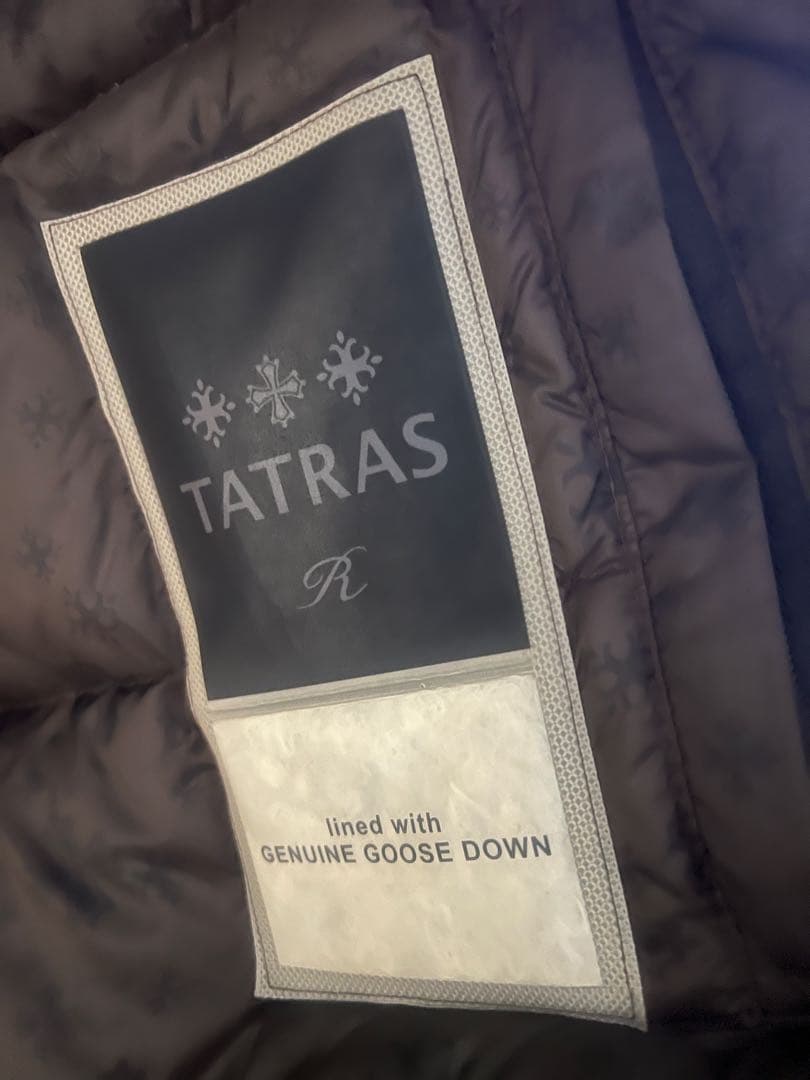 TATRAS
R
lined with
GENUINE GOOSE DOWN